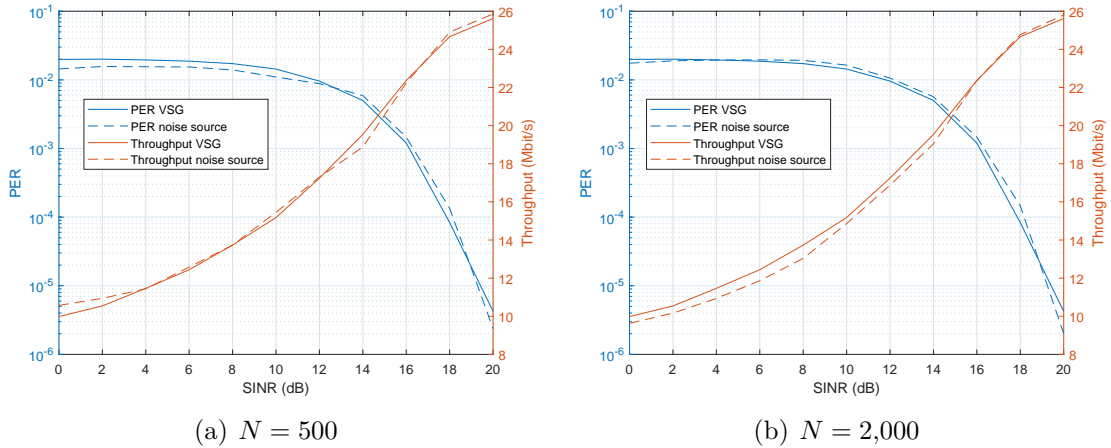 PER
10^-1
10^-2
10^-3
10^-4
10^-5
10^-6
0 2 4 6 8 10 12 14 16 18 20
SINR (dB)
26
24
22
20
18
16
14
12
10
8
Throughput (Mbit/s)
PER VSG
PER noise source
Throughput VSG
Throughput noise source
(a) N = 500
PER
10^-1
10^-2
10^-3
10^-4
10^-5
10^-6
0 2 4 6 8 10 12 14 16 18 20
SINR (dB)
26
24
22
20
18
16
14
12
10
8
Throughput (Mbit/s)
PER VSG
PER noise source
Throughput VSG
Throughput noise source
(b) N = 2,000